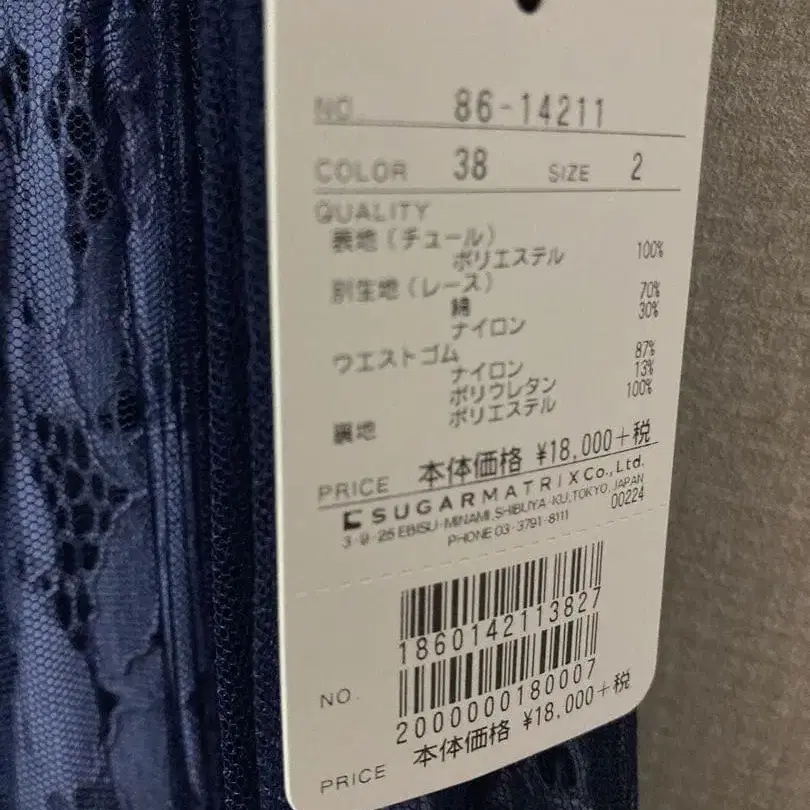 NO. 86-14211
COLOR 38 SIZE 2
QUALITY
表地(チュール)
ポリエステル 100%
別生地(レース)
綿 70%
ナイロン 30%
ウエストゴム
ナイロン 87%
ポリウレタン 13%
裏地 ポリエステル 100%
PRICE 本体価格 ¥18,000+税
SUGARMATRIX Co., Ltd.
3-9-25 EBISU-MINAMI, SHIBUYA-KU, TOKYO, JAPAN
PHONE 03-3791-8111 00224
1860142113827
NO.
2000000180007
PRICE 本体価格 ¥18,000+税